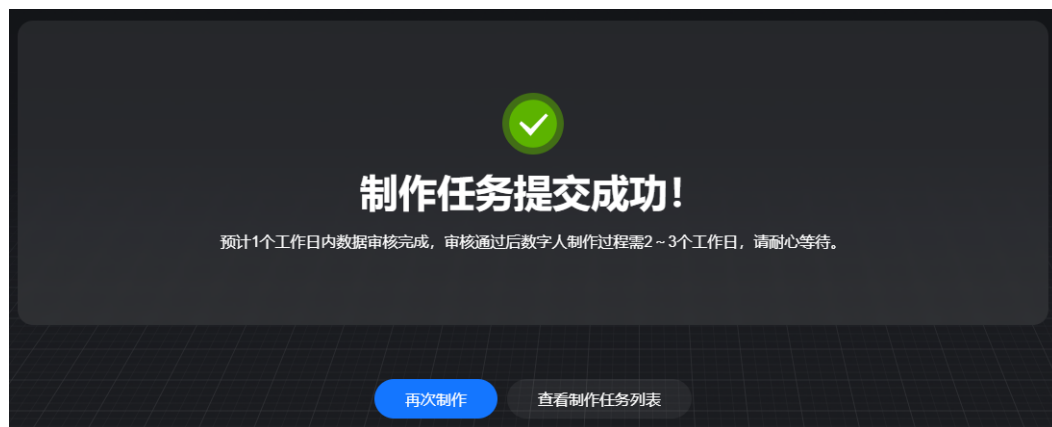 制作任务提交成功！
预计1个工作日内数据审核完成，审核通过后数字人制作过程需2～3个工作日，请耐心等待。
再次制作
查看制作任务列表